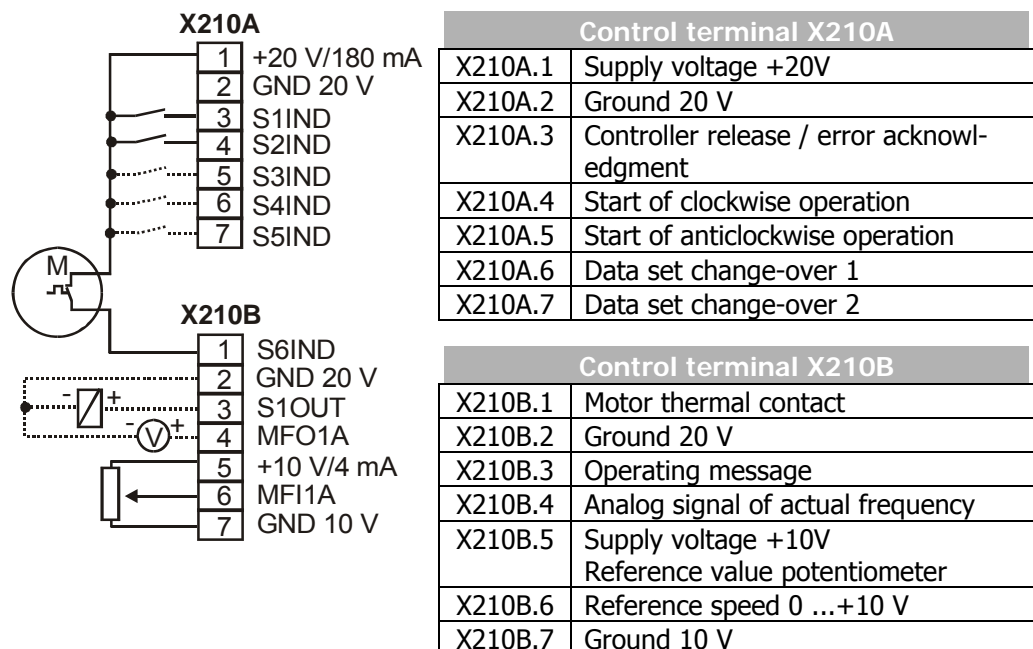 X210A
1 +20 V/180 mA
2 GND 20 V
3 S1IND
4 S2IND
5 S3IND
6 S4IND
7 S5IND
M
X210B
1 S6IND
2 GND 20 V
- + 3 S1OUT
- V + 4 MFO1A
5 +10 V/4 mA
6 MFI1A
7 GND 10 V
Control terminal X210A
X210A.1 Supply voltage +20V
X210A.2 Ground 20 V
X210A.3 Controller release / error acknowl-
edgment
X210A.4 Start of clockwise operation
X210A.5 Start of anticlockwise operation
X210A.6 Data set change-over 1
X210A.7 Data set change-over 2
Control terminal X210B
X210B.1 Motor thermal contact
X210B.2 Ground 20 V
X210B.3 Operating message
X210B.4 Analog signal of actual frequency
X210B.5 Supply voltage +10V
Reference value potentiometer
X210B.6 Reference speed 0 ...+10 V
X210B.7 Ground 10 V